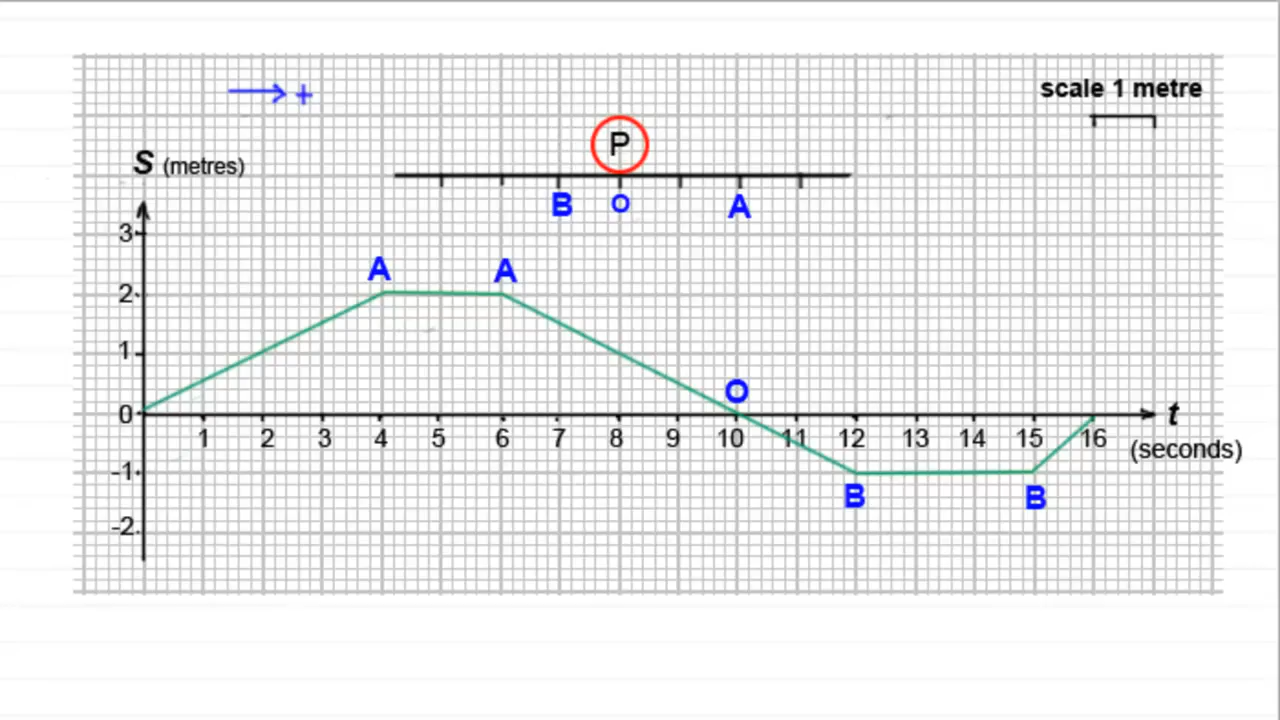 → +
scale 1 metre
P
S (metres)
B O A
3
A A
2
1
O
0
t
1 2 3 4 5 6 7 8 9 10 11 12 13 14 15 16
(seconds)
-1
B B
-2